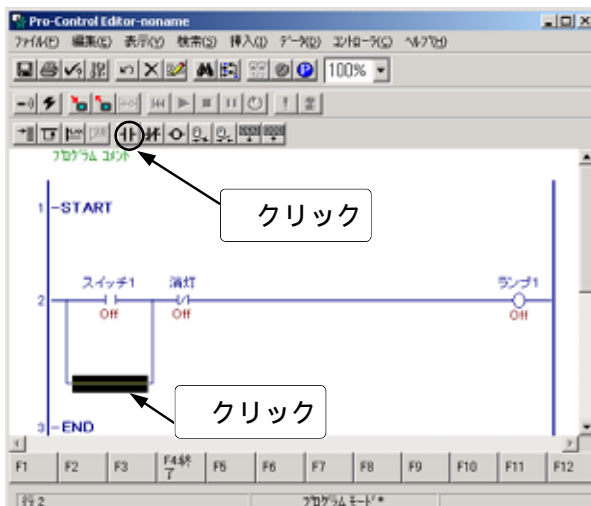 Pro-Control Editor-noname
ファイル(F) 編集(E) 表示(V) 検索(S) 挿入(I) データ(D) コントローラ(C) ヘルプ(H)
100%
プログラム コメント
クリック
1 START
スイッチ1 消灯 ランプ1
2
Off Off Off
クリック
3 END
F1 F2 F3 F4:終了 F5 F6 F7 F8 F9 F10 F11 F12
行 2 プログラムモード *